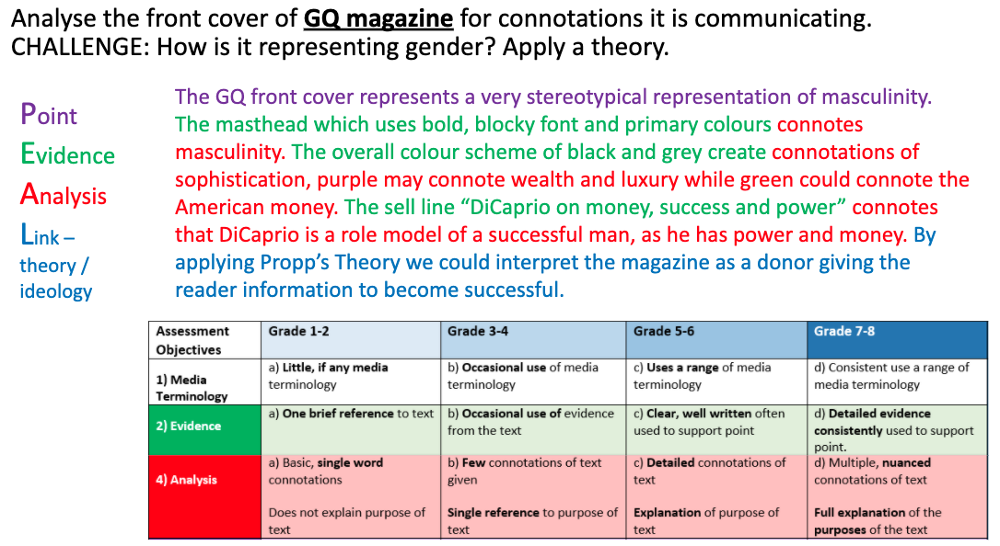 Analyse the front cover of GQ magazine for connotations it is communicating.
CHALLENGE: How is it representing gender? Apply a theory.
Point
Evidence
Analysis
Link –
theory /
ideology
The GQ front cover represents a very stereotypical representation of masculinity.
The masthead which uses bold, blocky font and primary colours connotes
masculinity. The overall colour scheme of black and grey create connotations of
sophistication, purple may connote wealth and luxury while green could connote the
American money. The sell line “DiCaprio on money, success and power” connotes
that DiCaprio is a role model of a successful man, as he has power and money. By
applying Propp’s Theory we could interpret the magazine as a donor giving the
reader information to become successful.
Assessment
Objectives
Grade 1-2
Grade 3-4
Grade 5-6
Grade 7-8
1) Media
Terminology
a) Little, if any media
terminology
b) Occasional use of media
terminology
c) Uses a range of media
terminology
d) Consistent use a range of
media terminology
2) Evidence
a) One brief reference to text
b) Occasional use of evidence
from the text
c) Clear, well written often
used to support point
d) Detailed evidence
consistently used to support
point.
4) Analysis
a) Basic, single word
connotations
Does not explain purpose of
text
b) Few connotations of text
given
Single reference to purpose of
text
c) Detailed connotations of
text
Explanation of purpose of
text
d) Multiple, nuanced
connotations of text
Full explanation of the
purposes of the text